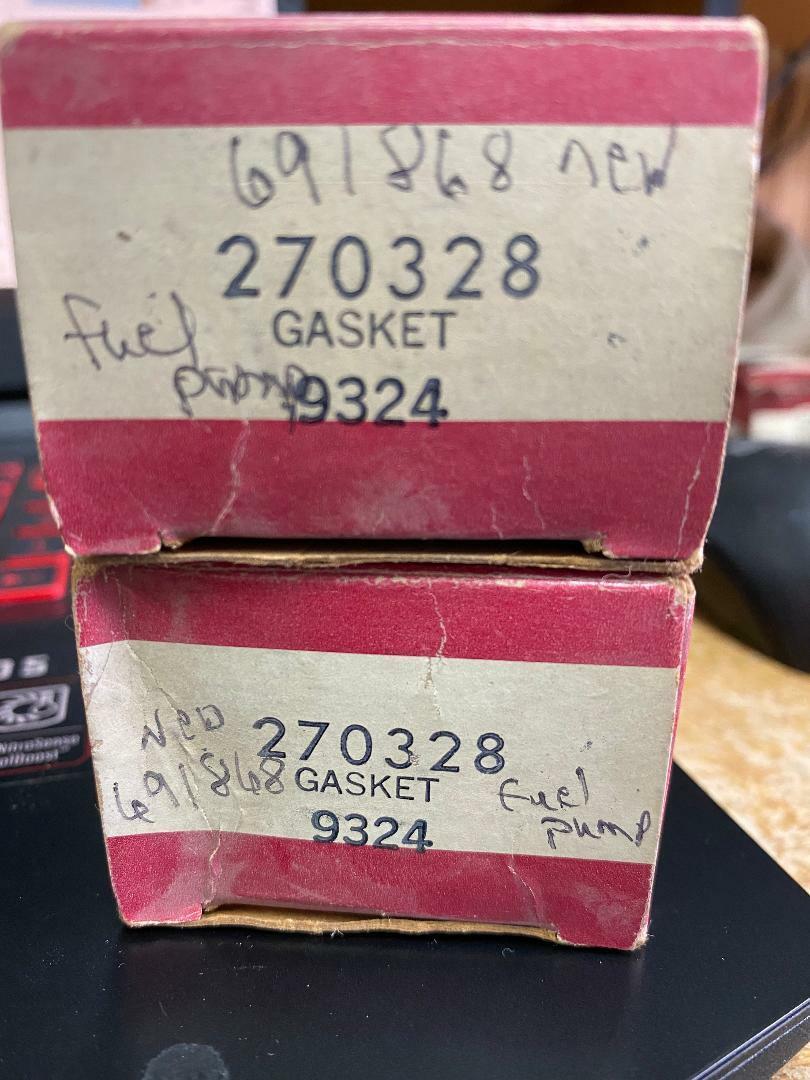 691868 new
270328
GASKET
fuel
pump
9324
New
270328
691868
GASKET
fuel
pump
9324